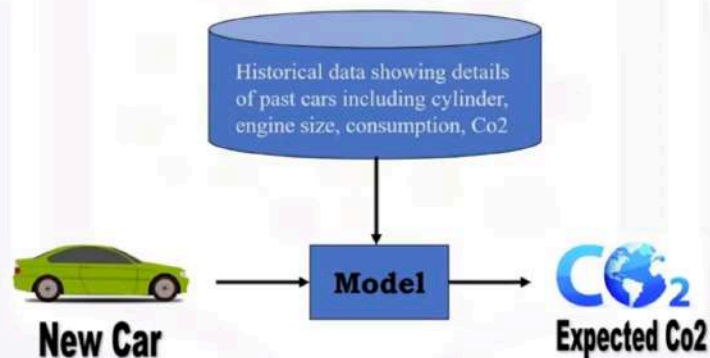 Historical data showing details
of past cars including cylinder,
engine size, consumption, Co2
Model
CO2
New Car
Expected Co2